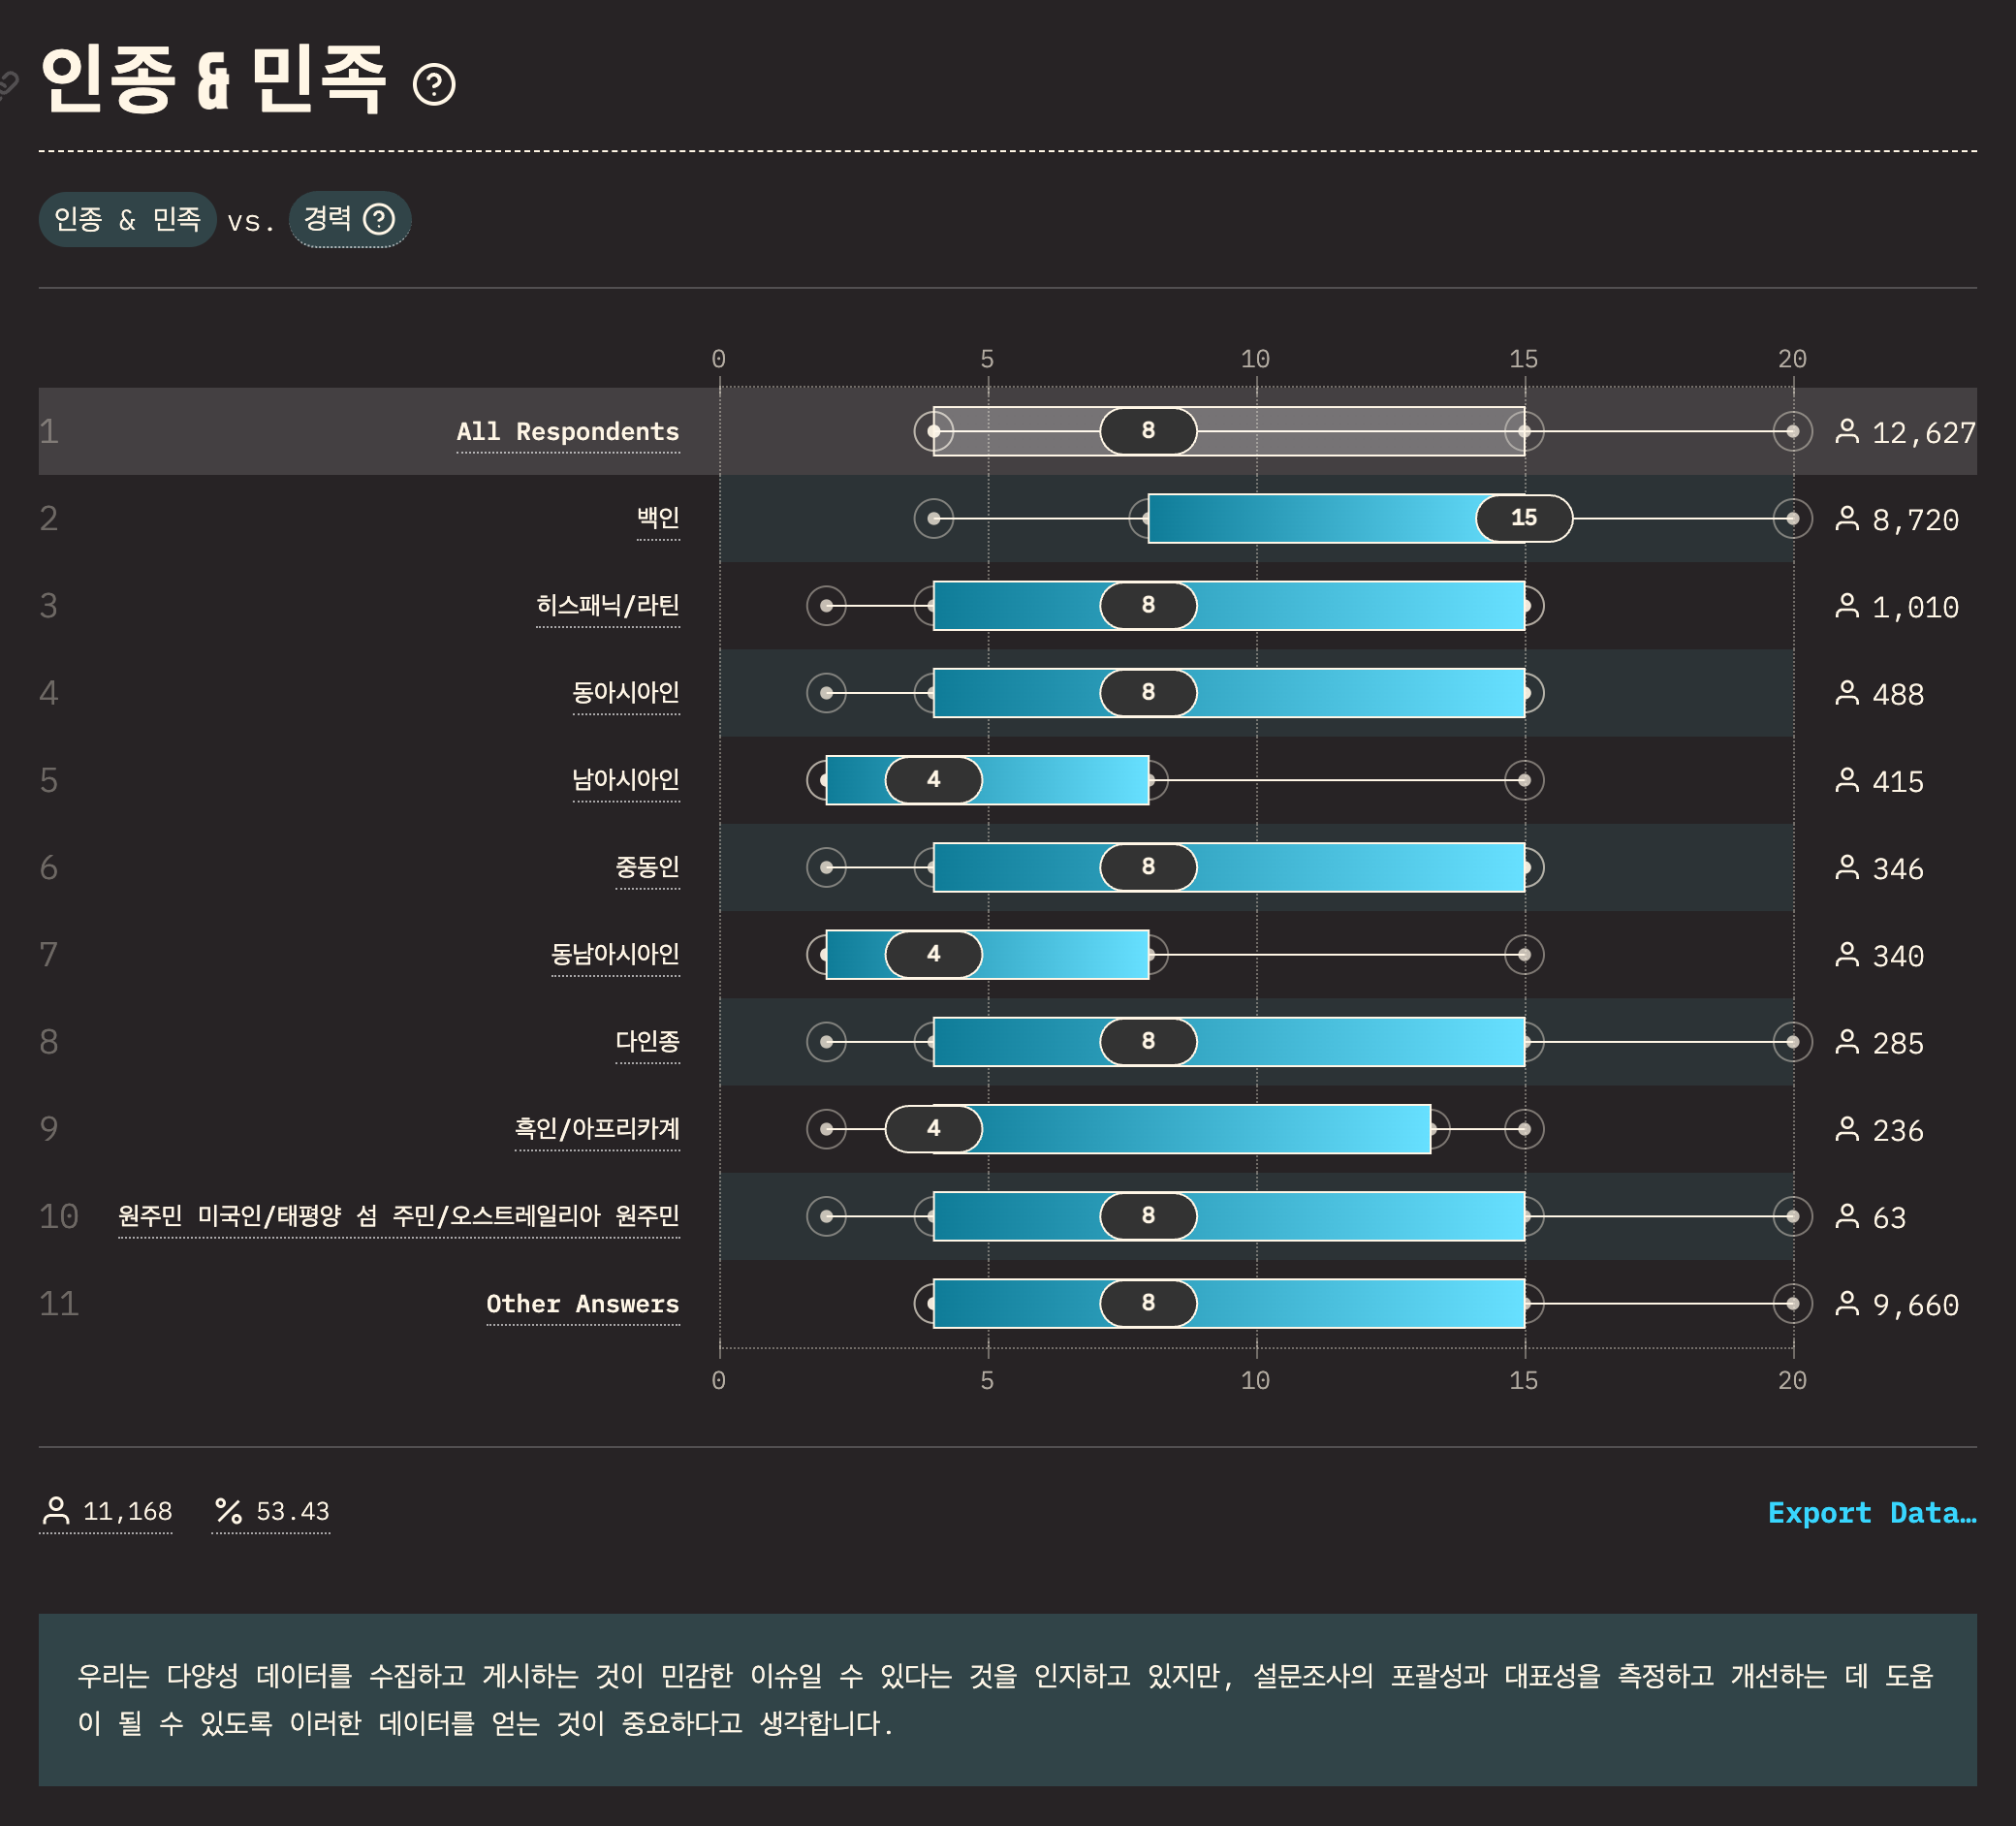 인종 & 민족
인종 & 민족 vs. 경력
0 5 10 15 20
1 All Respondents 8 12,627
2 백인 15 8,720
3 히스패닉/라틴 8 1,010
4 동아시아인 8 488
5 남아시아인 4 415
6 중동인 8 346
7 동남아시아인 4 340
8 다인종 8 285
9 흑인/아프리카계 4 236
10 원주민 미국인/태평양 섬 주민/오스트레일리아 원주민 8 63
11 Other Answers 8 9,660
0 5 10 15 20
11,168 % 53.43 Export Data…
우리는 다양성 데이터를 수집하고 게시하는 것이 민감한 이슈일 수 있다는 것을 인지하고 있지만, 설문조사의 포괄성과 대표성을 측정하고 개선하는 데 도움
이 될 수 있도록 이러한 데이터를 얻는 것이 중요하다고 생각합니다.